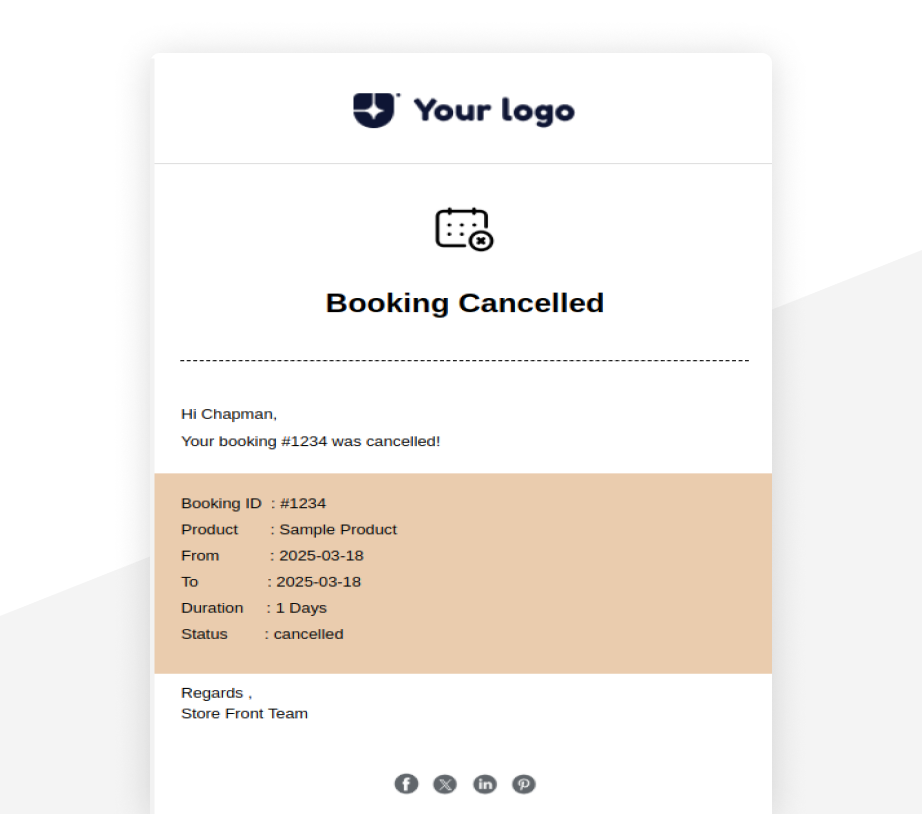 Your logo
Booking Cancelled
Hi Chapman,
Your booking #1234 was cancelled!
Booking ID : #1234
Product : Sample Product
From : 2025-03-18
To : 2025-03-18
Duration : 1 Days
Status : cancelled
Regards ,
Store Front Team